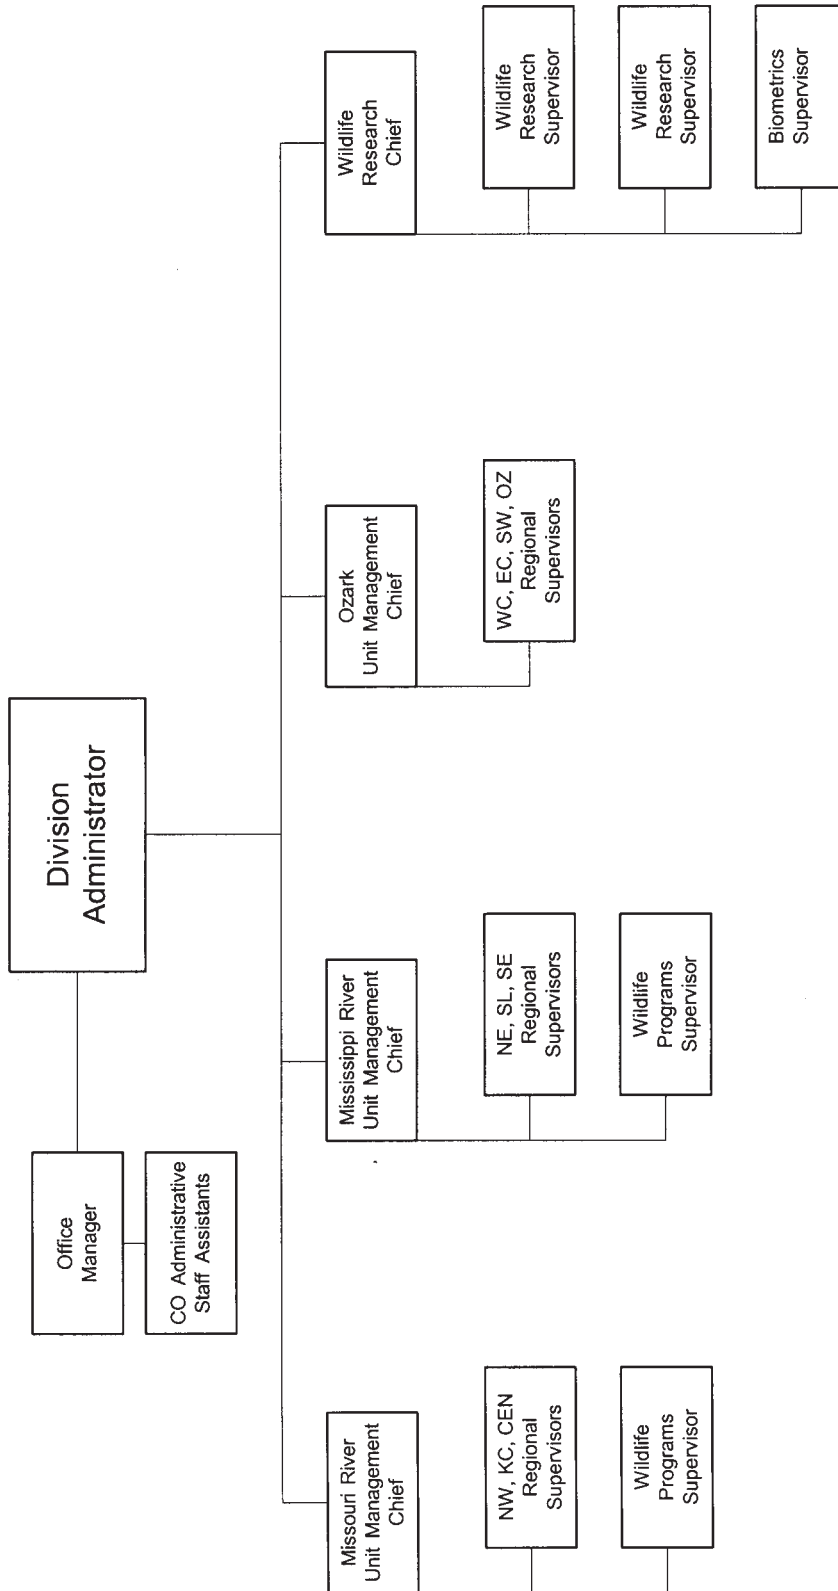 Division
Administrator
Office
Manager
CO Administrative
Staff Assistants
Missouri River
Unit Management
Chief
NW, KC, CEN
Regional
Supervisors
Wildlife
Programs
Supervisor
Mississippi River
Unit Management
Chief
NE, SL, SE
Regional
Supervisors
Wildlife
Programs
Supervisor
Ozark
Unit Management
Chief
WC, EC, SW, OZ
Regional
Supervisors
Wildlife
Research
Chief
Wildlife
Research
Supervisor
Wildlife
Research
Supervisor
Biometrics
Supervisor